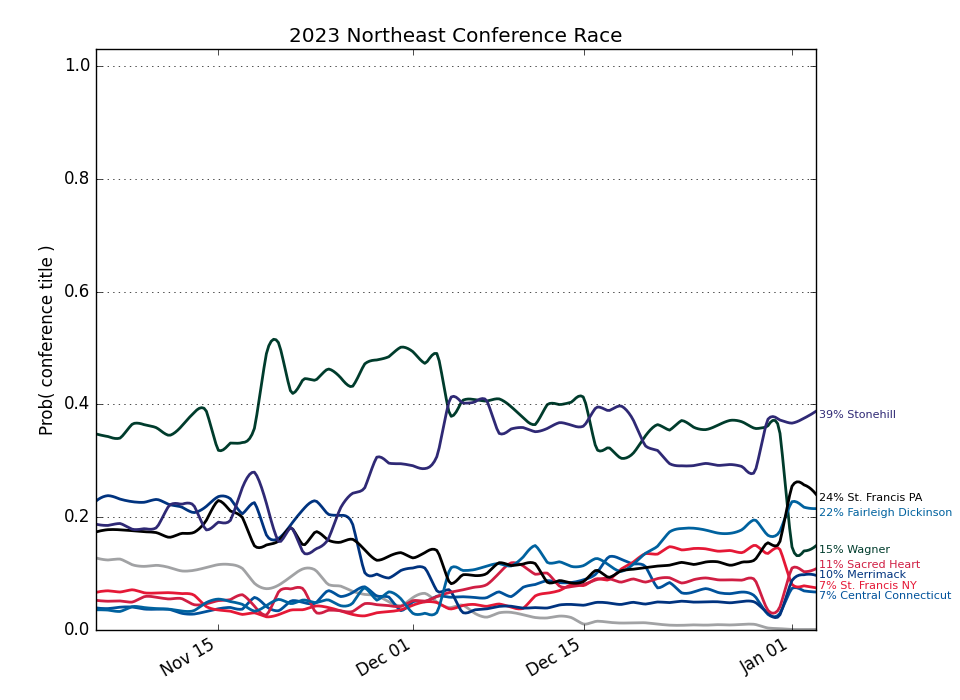 2023 Northeast Conference Race
Prob( conference title )
1.0
0.8
0.6
0.4
0.2
0.0
39% Stonehill
24% St. Francis PA
22% Fairleigh Dickinson
15% Wagner
11% Sacred Heart
10% Merrimack
7% St. Francis NY
7% Central Connecticut
Nov 15
Dec 01
Dec 15
Jan 01